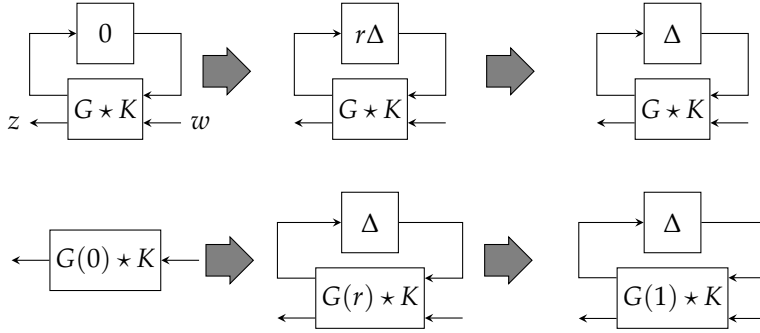 0 rΔ Δ
G ⋆ K G ⋆ K G ⋆ K
z w
Δ Δ
G(0) ⋆ K G(r) ⋆ K G(1) ⋆ K